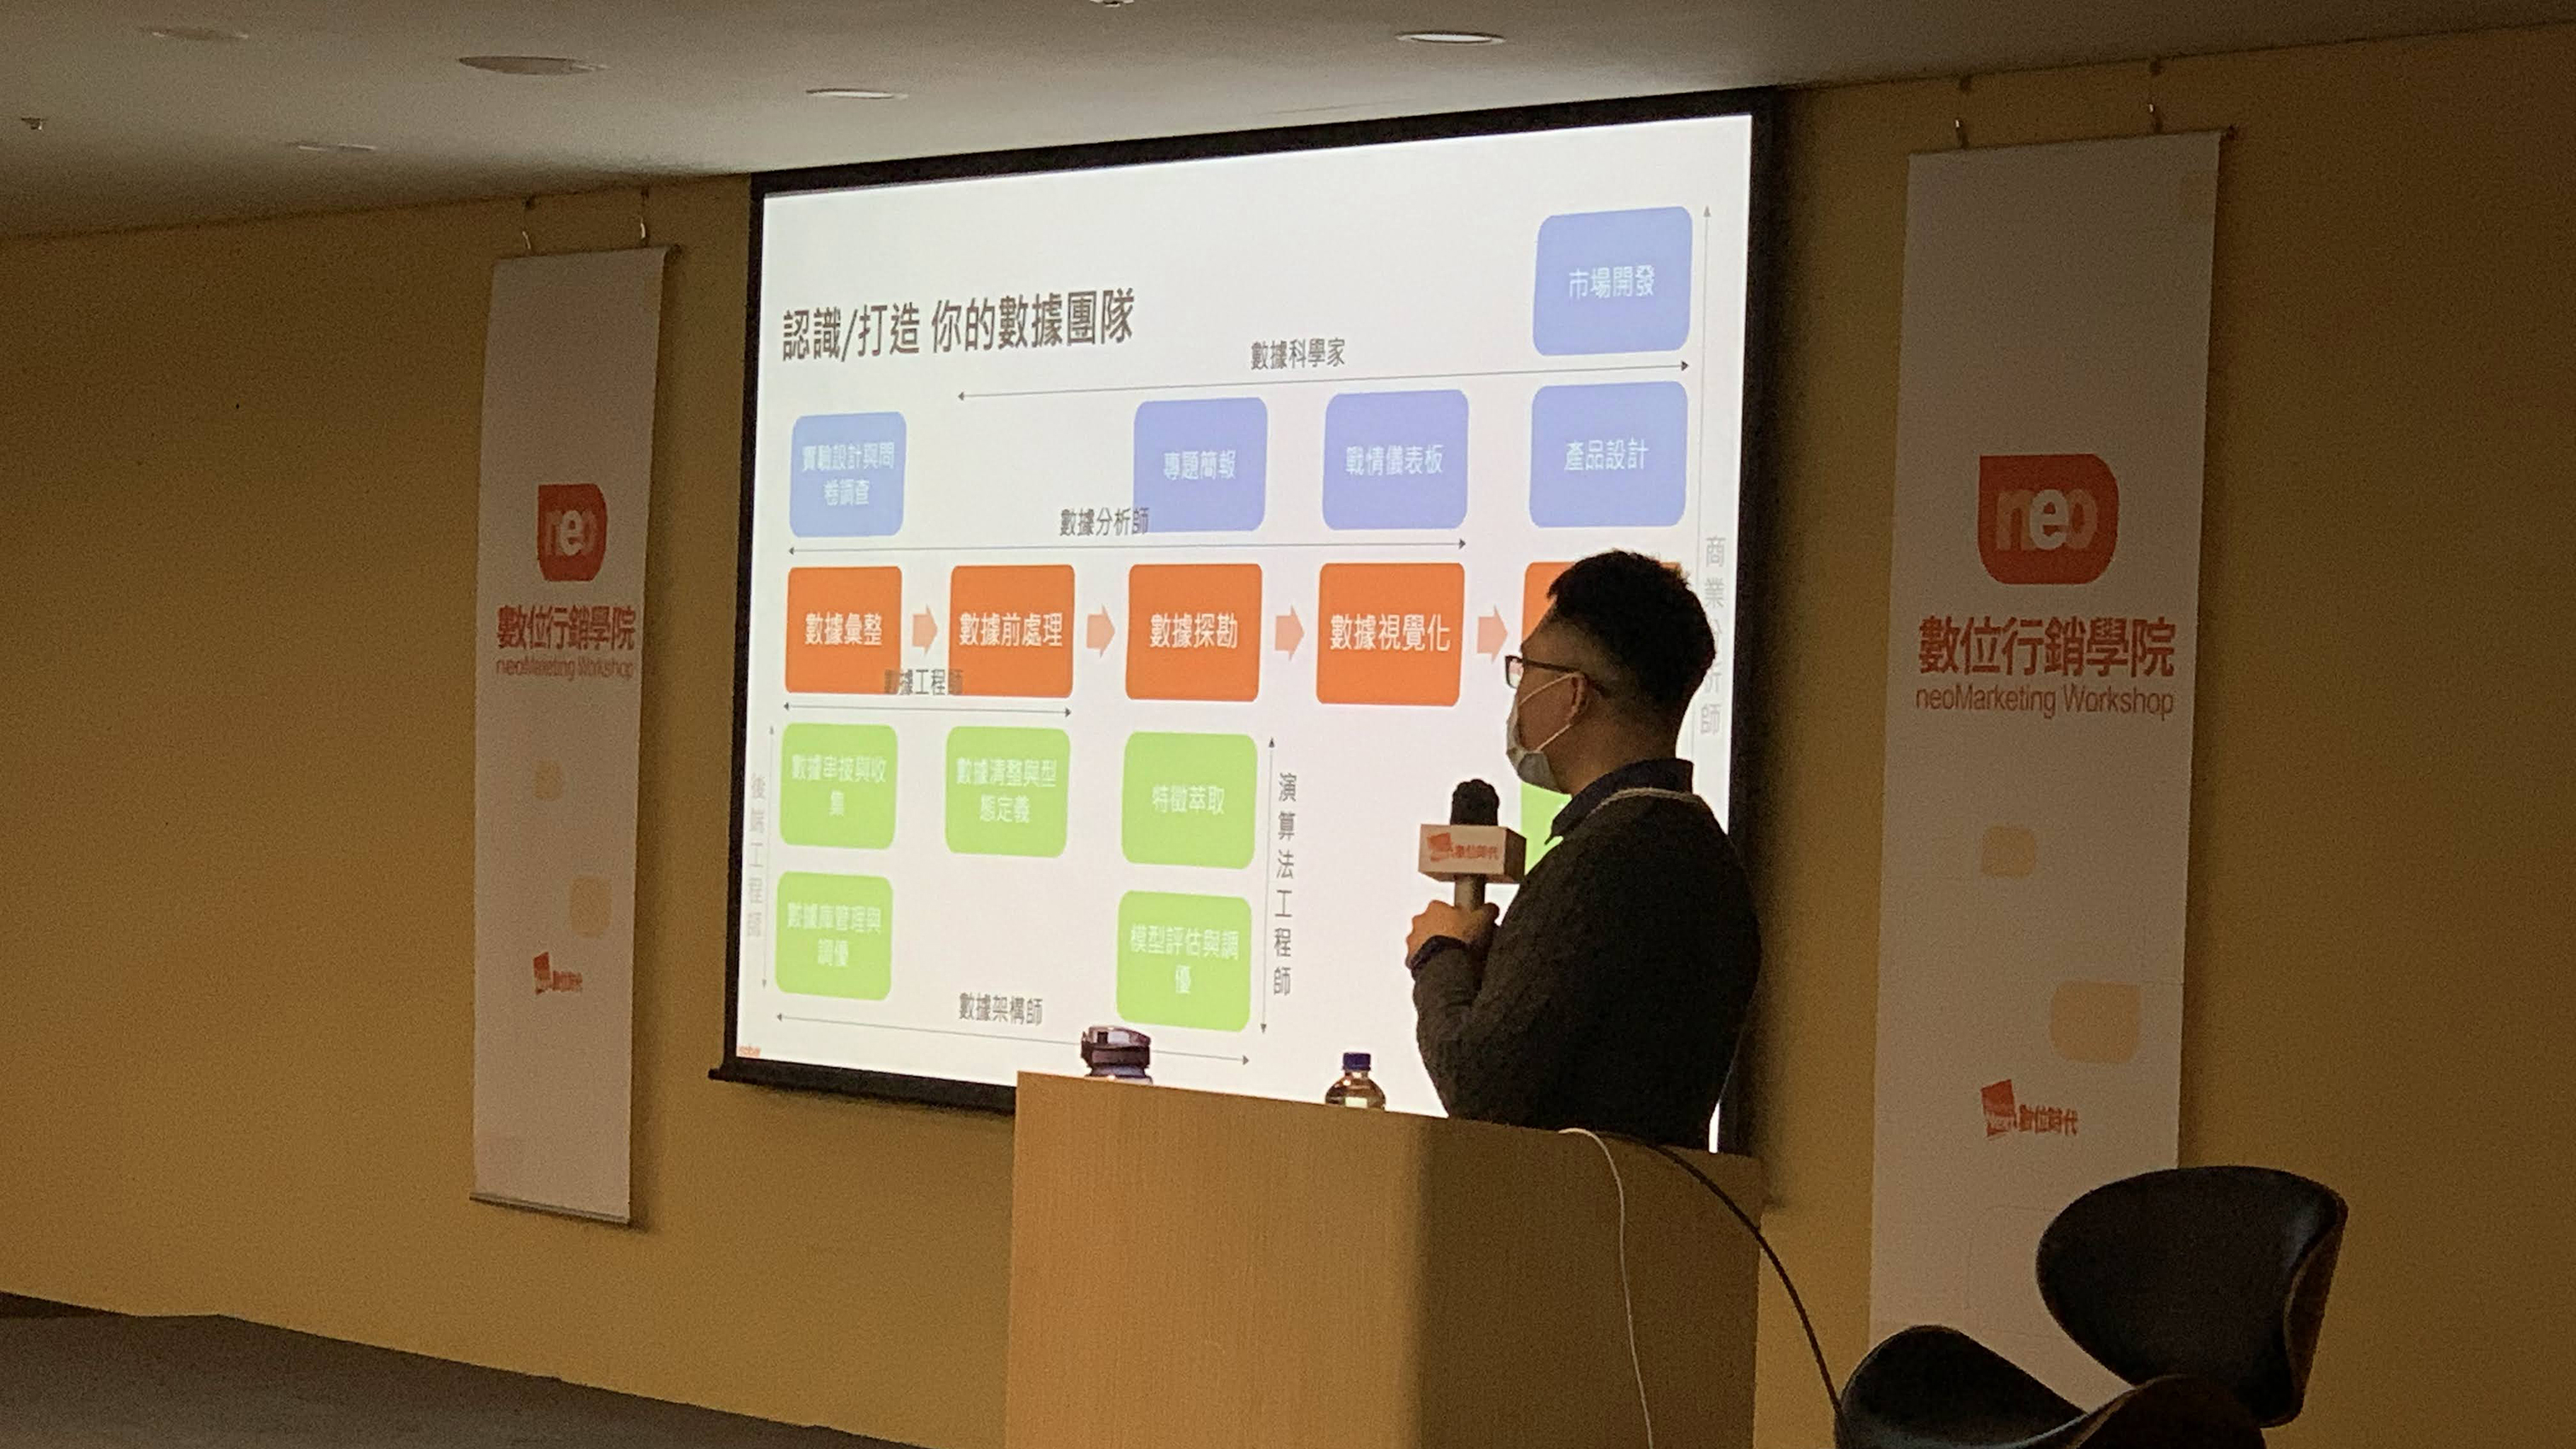 市場開發
認識/打造 你的數據團隊
數據科學家
實驗設計與問
卷調查
專題簡報
戰情儀表板
產品設計
數據分析師
商業分析師
數據彙整
數據前處理
數據探勘
數據視覺化
數據工程師
後端工程師
數據串接與收
集
數據清整與型
態定義
特徵萃取
演算法工程師
數據庫管理與
調優
模型評估與調
優
數據架構師
neo
數位行銷學院
neoMarketing Workshop
數位時代
數位時代
neo
數位行銷學院
neoMarketing Workshop
數位時代